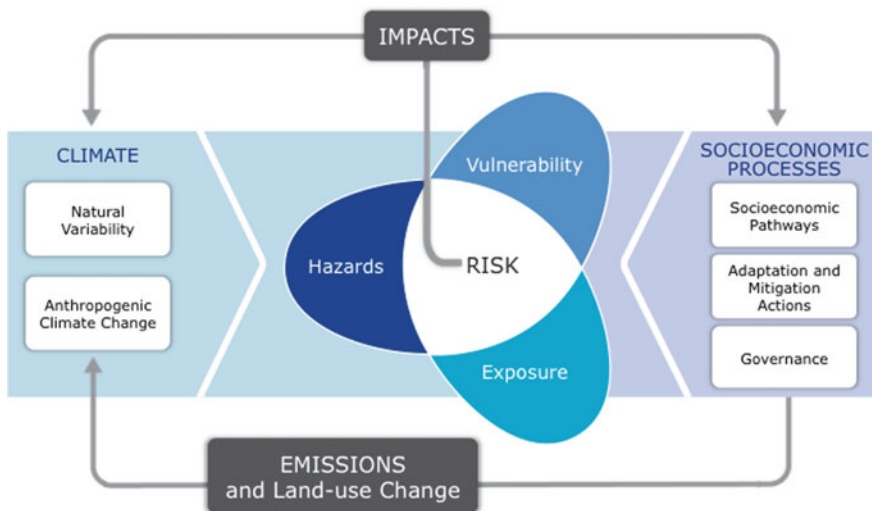 IMPACTS
CLIMATE
Natural
Variability
Anthropogenic
Climate Change
Vulnerability
Hazards
RISK
Exposure
SOCIOECONOMIC
PROCESSES
Socioeconomic
Pathways
Adaptation and
Mitigation
Actions
Governance
EMISSIONS
and Land-use Change